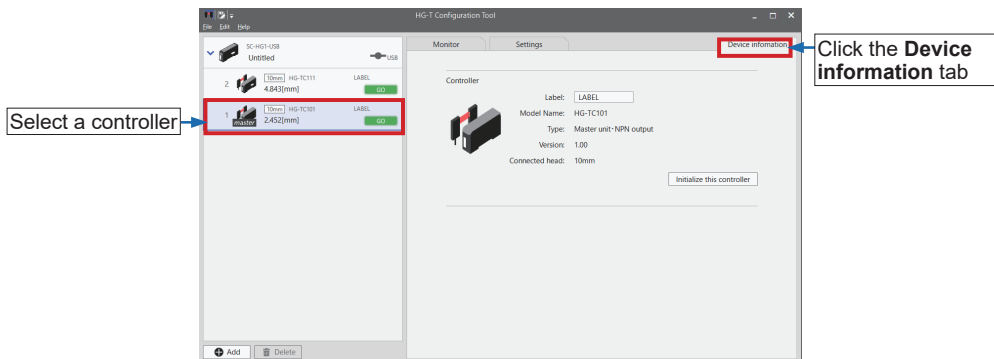 HG-T Configuration Tool
File Edit Help
SC-HG1-USB
Untitled
USB
2
10mm HG-TC111
LABEL
4.843[mm]
GO
1
master
10mm HG-TC101
LABEL
2.452[mm]
GO
Add
Delete
Monitor
Settings
Device infomation
Controller
Label: LABEL
Model Name: HG-TC101
Type: Master unit･NPN output
Version: 1.00
Connected head: 10mm
Initialize this controller
Select a controller
Click the Device
information tab